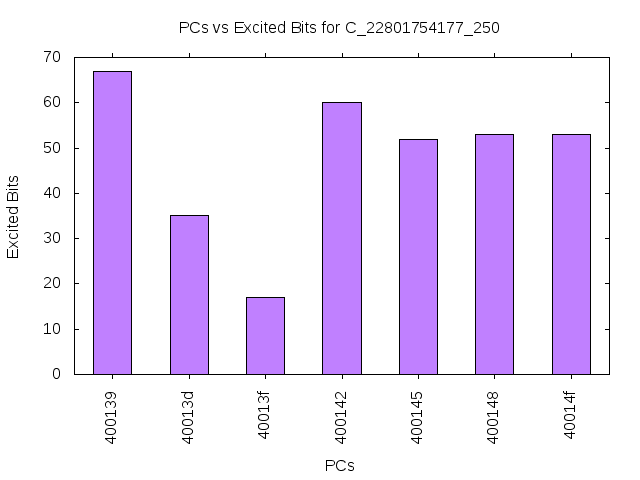 PCs vs Excited Bits for C_22801754177_250
70
60
50
40
30
20
10
0
Excited Bits
400139
40013d
40013f
400142
400145
400148
40014f
PCs